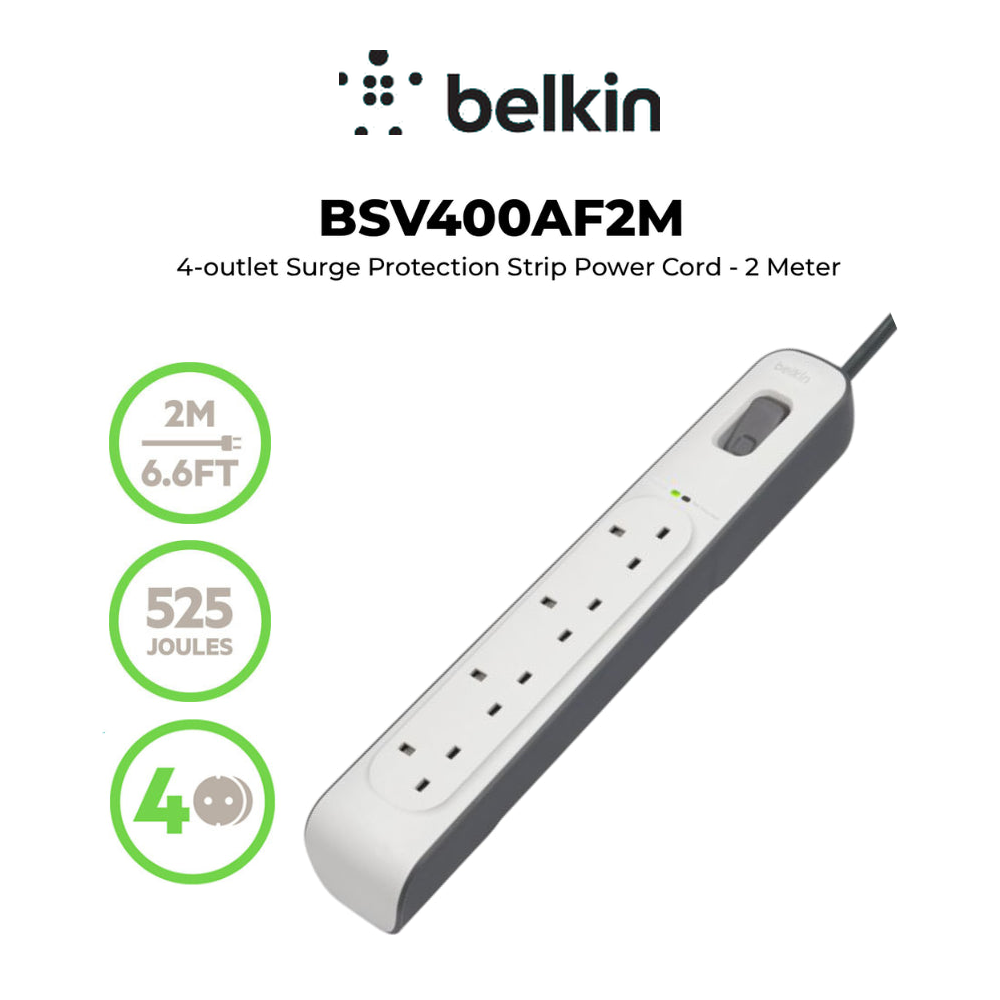 belkin
BSV400AF2M
4-outlet Surge Protection Strip Power Cord - 2 Meter
belkin
2M
6.6FT
525
JOULES
4